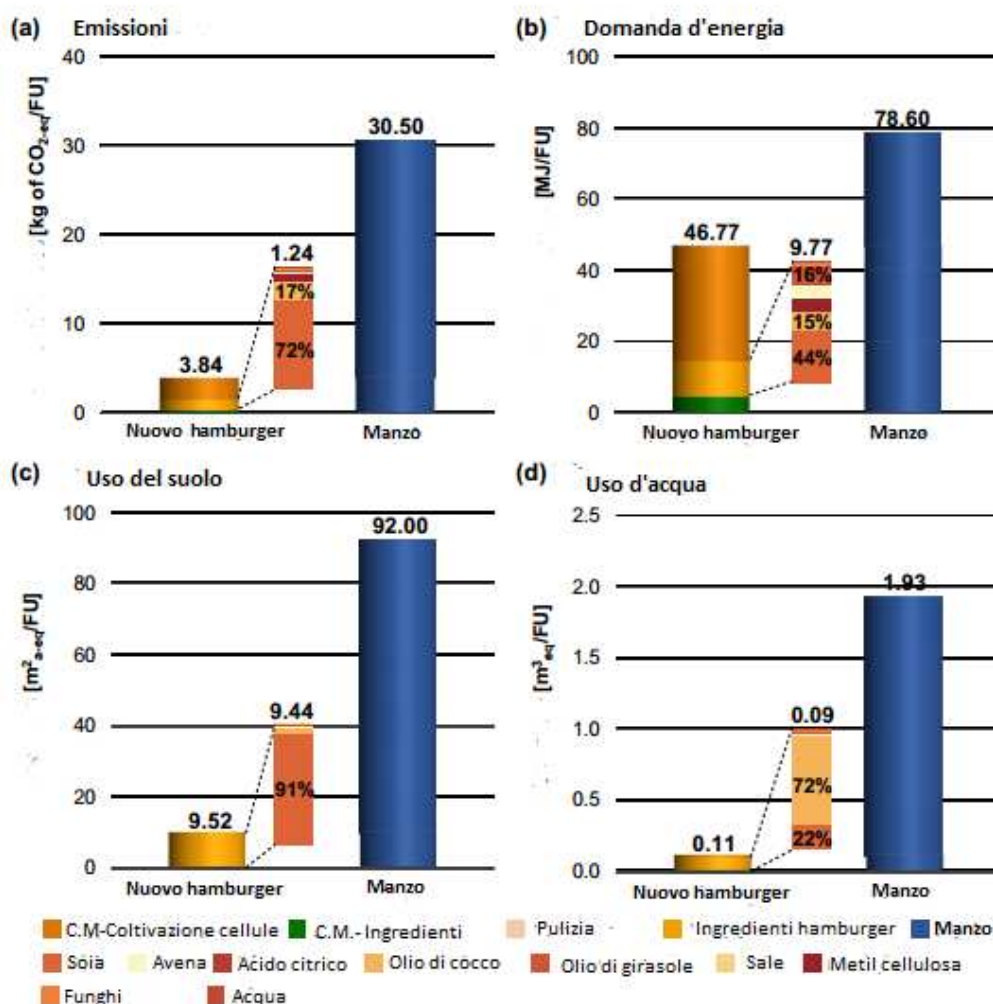 (a) Emissioni
[kg of CO2-eq/FU]
40
30
20
10
0
30.50
1.24
17%
72%
3.84
Nuovo hamburger
Manzo
(b) Domanda d'energia
[MJ/FU]
100
80
60
40
20
0
78.60
46.77
9.77
16%
15%
44%
Nuovo hamburger
Manzo
(c) Uso del suolo
[m2a-eq/FU]
100
80
60
40
20
0
92.00
9.44
91%
9.52
Nuovo hamburger
Manzo
(d) Uso d'acqua
[m3eq/FU]
2.5
2.0
1.5
1.0
0.5
0.0
1.93
0.09
72%
22%
0.11
Nuovo hamburger
Manzo
C.M-Coltivazione cellule C.M.- Ingredienti Pulizia Ingredienti hamburger Manzo
Soia Avena Acido citrico Olio di cocco Olio di girasole Sale Metil cellulosa
Funghi Acqua